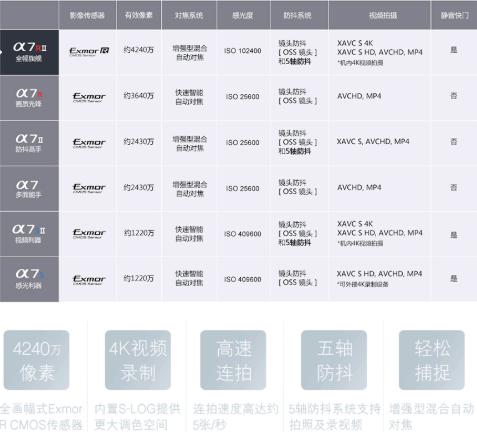 影像传感器 有效像素 对焦系统 感光度 防抖系统 视频拍摄 静音快门
α7RII
全幅旗舰
Exmor R
CMOS Sensor
约4240万
增强型混合
自动对焦
ISO 102400
镜头防抖
[ OSS 镜头 ]
和5轴防抖
XAVC S 4K
XAVC S HD, AVCHD, MP4
*机内4K视频拍摄
是
α7R
画质先锋
Exmor
CMOS Sensor
约3640万
快速智能
自动对焦
ISO 25600
镜头防抖
[ OSS 镜头 ]
AVCHD, MP4
否
α7II
防抖高手
Exmor
CMOS Sensor
约2430万
增强型混合
自动对焦
ISO 25600
镜头防抖
[ OSS 镜头 ]
和5轴防抖
XAVC S, AVCHD, MP4
否
α7
多面能手
Exmor
CMOS Sensor
约2430万
增强型混合
自动对焦
ISO 25600
镜头防抖
[ OSS 镜头 ]
AVCHD, MP4
否
α7SII
视频利器
Exmor
CMOS Sensor
约1220万
快速智能
自动对焦
ISO 409600
镜头防抖
[ OSS 镜头 ]
和5轴防抖
XAVC S 4K
XAVC S HD, AVCHD, MP4
*机内4K视频拍摄
是
α7S
感光利器
Exmor
CMOS Sensor
约1220万
快速智能
自动对焦
ISO 409600
镜头防抖
[ OSS 镜头 ]
XAVC S HD, AVCHD, MP4
*可外接4K录制设备
是
4240万
像素
全画幅式Exmor
R CMOS传感器
4K视频
录制
内置S-LOG提供
更大调色空间
高速
连拍
连拍速度高达约
5张/秒
五轴
防抖
5轴防抖系统支持
拍照及录视频
轻松
捕捉
增强型混合自动
对焦